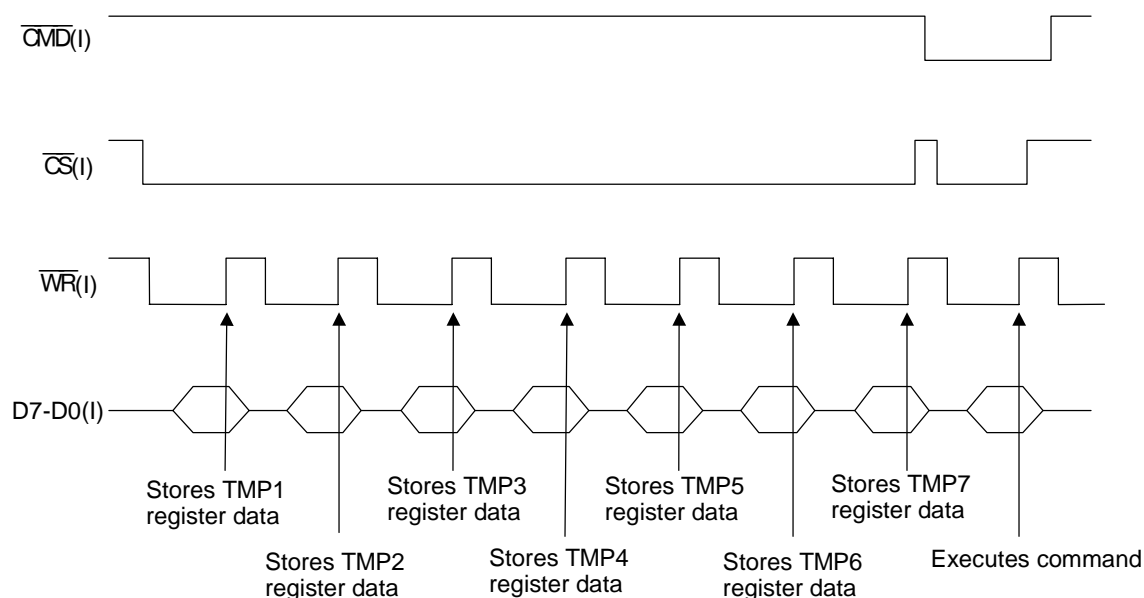 CMD(I)
CS(I)
WR(I)
D7-D0(I)
Stores TMP1
register data
Stores TMP3
register data
Stores TMP5
register data
Stores TMP7
register data
Stores TMP2
register data
Stores TMP4
register data
Stores TMP6
register data
Executes command